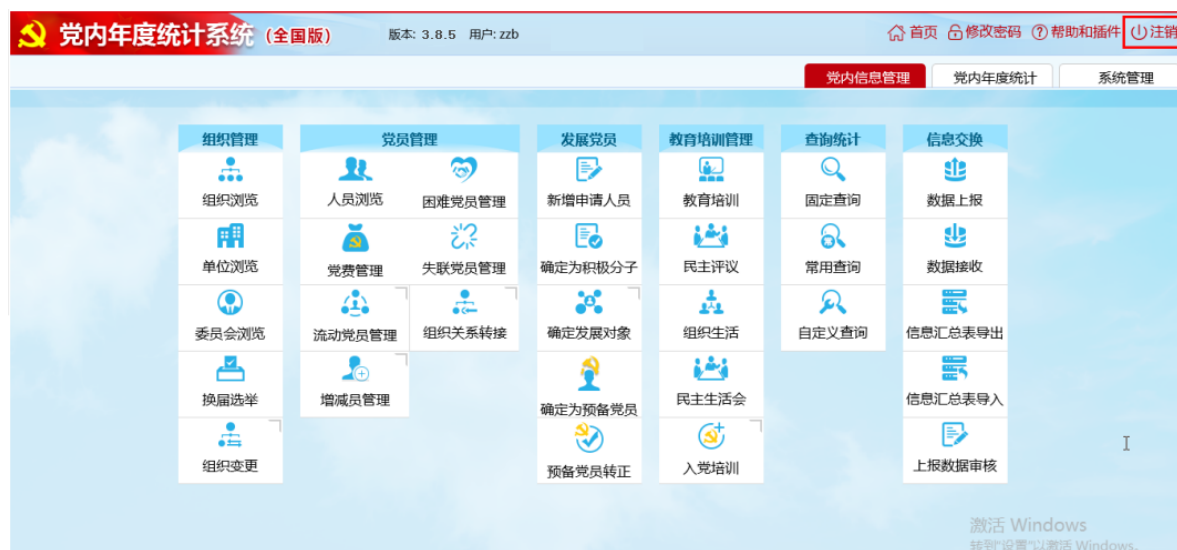 党内年度统计系统 (全国版) 版本: 3.8.5 用户: zzb 首页 修改密码 帮助和插件 注销
党内信息管理 党内年度统计 系统管理
组织管理 党员管理 发展党员 教育培训管理 查询统计 信息交换
组织浏览 人员浏览 困难党员管理 新增申请人员 教育培训 固定查询 数据上报
单位浏览 党费管理 失联党员管理 确定为积极分子 民主评议 常用查询 数据接收
委员会浏览 流动党员管理 组织关系转接 确定发展对象 组织生活 自定义查询 信息汇总表导出
换届选举 增减员管理 确定为预备党员 民主生活会 信息汇总表导入
组织变更 预备党员转正 入党培训 上报数据审核
激活 Windows
转到"设置"以激活 Windows。